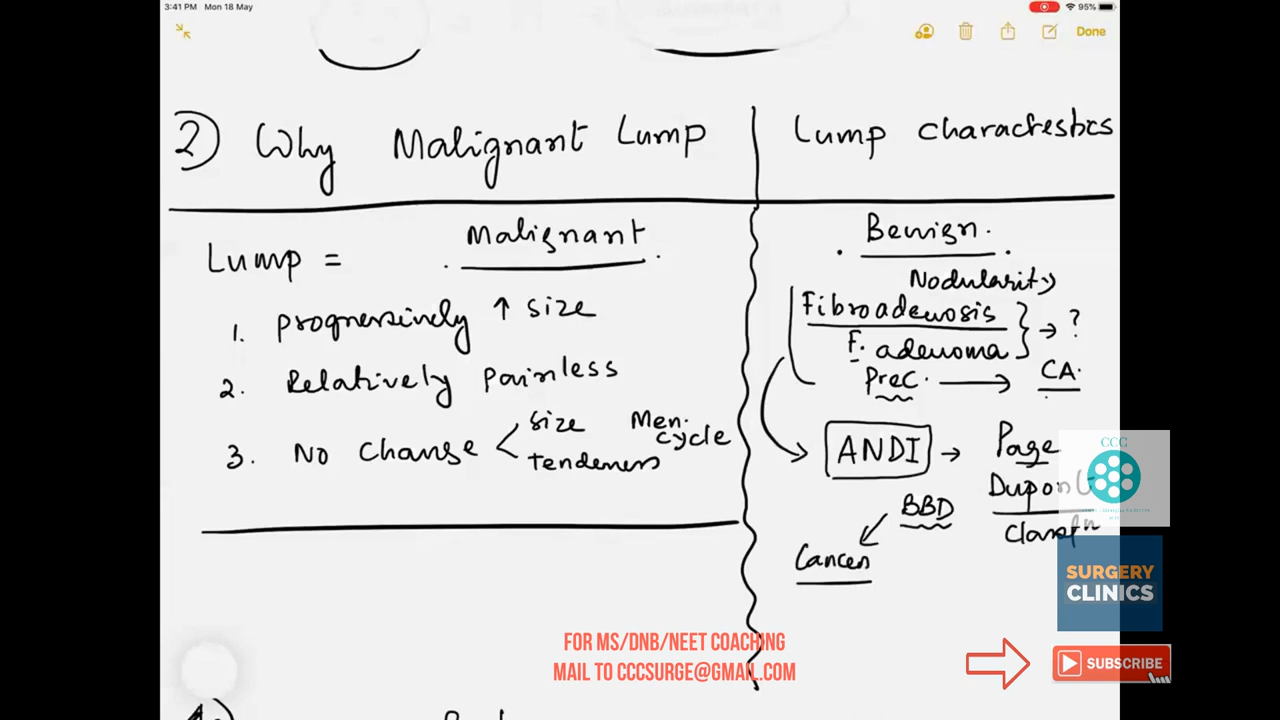 3:41 PM Mon 18 May
95%
Done
2) Why Malignant Lump
Lump characteristics
Lump = Malignant
1. Progressively ↑ size
2. Relatively Painless
3. No change < size Men. cycle
tenderness
Benign.
Nodularity
Fibroadenosis
F. adenoma } → ?
PreC. → CA.
ANDI → Page
Dupont
Classfn
BBD
Cancer
CCC
SURGERY
CLINICS
FOR MS/DNB/NEET COACHING
MAIL TO CCCSURGE@GMAIL.COM
SUBSCRIBE